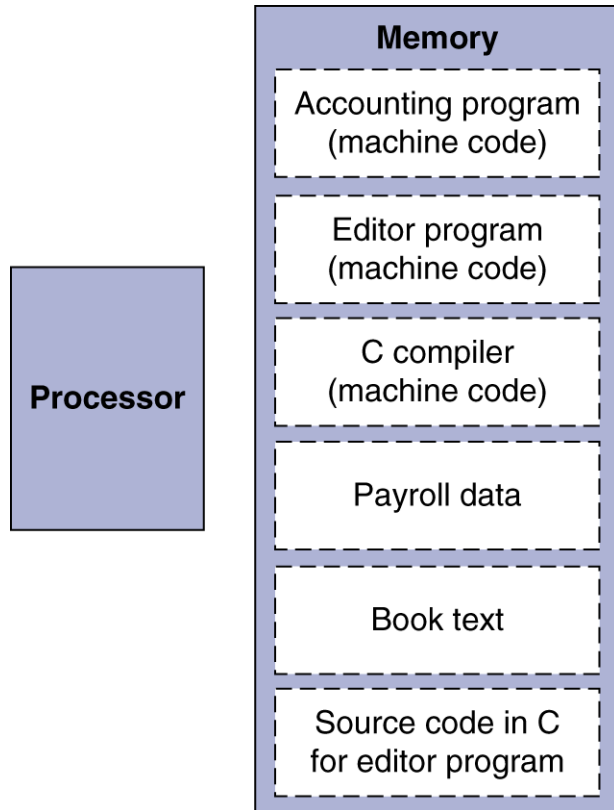 Memory
Accounting program
(machine code)
Editor program
(machine code)
C compiler
(machine code)
Processor
Payroll data
Book text
Source code in C
for editor program